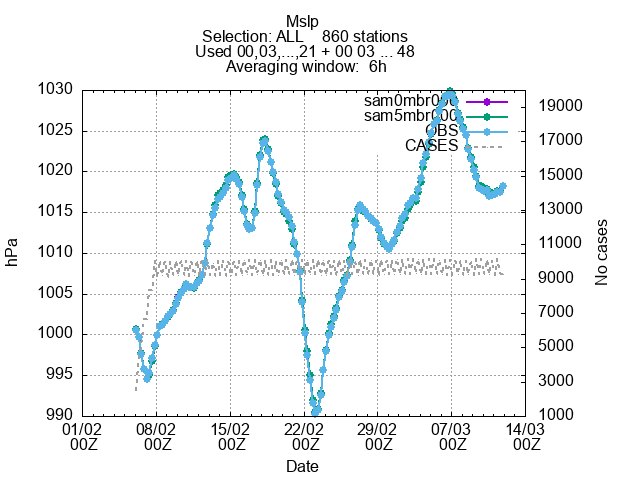 Mslp
Selection: ALL    860 stations
Used 00,03,...,21 + 00 03 ... 48
Averaging window:  6h
1030
1025
1020
1015
1010
1005
1000
995
990
hPa
19000
17000
15000
13000
11000
9000
7000
5000
3000
1000
No cases
sam0mbr000
sam5mbr000
OBS
CASES
01/02 08/02 15/02 22/02 29/02 07/03 14/03
00Z 00Z 00Z 00Z 00Z 00Z 00Z
Date